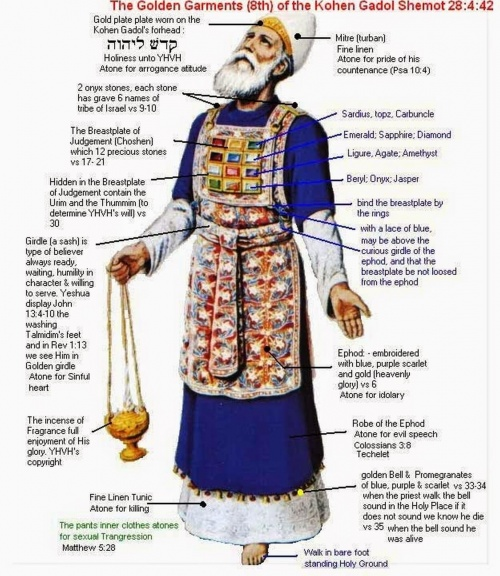 The Golden Garments (8th) of the Kohen Gadol Shemot 28:4:42
Gold plate plate worn on the
Kohen Gadol's forhead :
קדש ליהוה
Holiness unto YHVH
Atone for arrogance atitude
Mitre (turban)
Fine linen
Atone for pride of his
countenance (Psa 10:4)
2 onyx stones, each stone
has grave 6 names of
tribe of Israel vs 9-10
The Breastplate of
Judgement (Choshen)
which 12 precious stones
vs 17- 21
Hidden in the Breastplate
of Judgement contain the
Urim and the Thummim (to
determine YHVH's will) vs
30
Sardius, topz, Carbuncle
Emerald; Sapphire; Diamond
Ligure, Agate; Amethyst
Beryl; Onyx; Jasper
bind the breastplate by
the rings
with a lace of blue,
may be above the
curious girdle of the
ephod, and that the
breastplate be not loosed
from the ephod
Girdle (a sash) is
type of believer
always ready,
waiting, humility in
character & willing
to serve. Yeshua
display John
13:4-10 the
washing
Talmidim's feet
and in Rev 1:13
we see Him in
Golden girdle
Atone for Sinful
heart
Ephod: - embroidered
with blue, purple scarlet
and gold (heavenly
glory) vs 6
Atone for idolary
The incense of
Fragrance full
enjoyment of His
glory. YHVH's
copyright
Robe of the Ephod
Atone for evil speech
Colossians 3:8
Techelet
golden Bell & Promegranates
of blue, purple & scarlet vs 33-34
when the priest walk the bell
sound in the Holy Place if it
does not sound we know he die
vs 35 when the bell sound he
was alive
Fine Linen Tunic
Atone for killing
The pants inner clothes atones
for sexual Trangression
Matthew 5:28
Walk in bare foot
standing Holy Ground